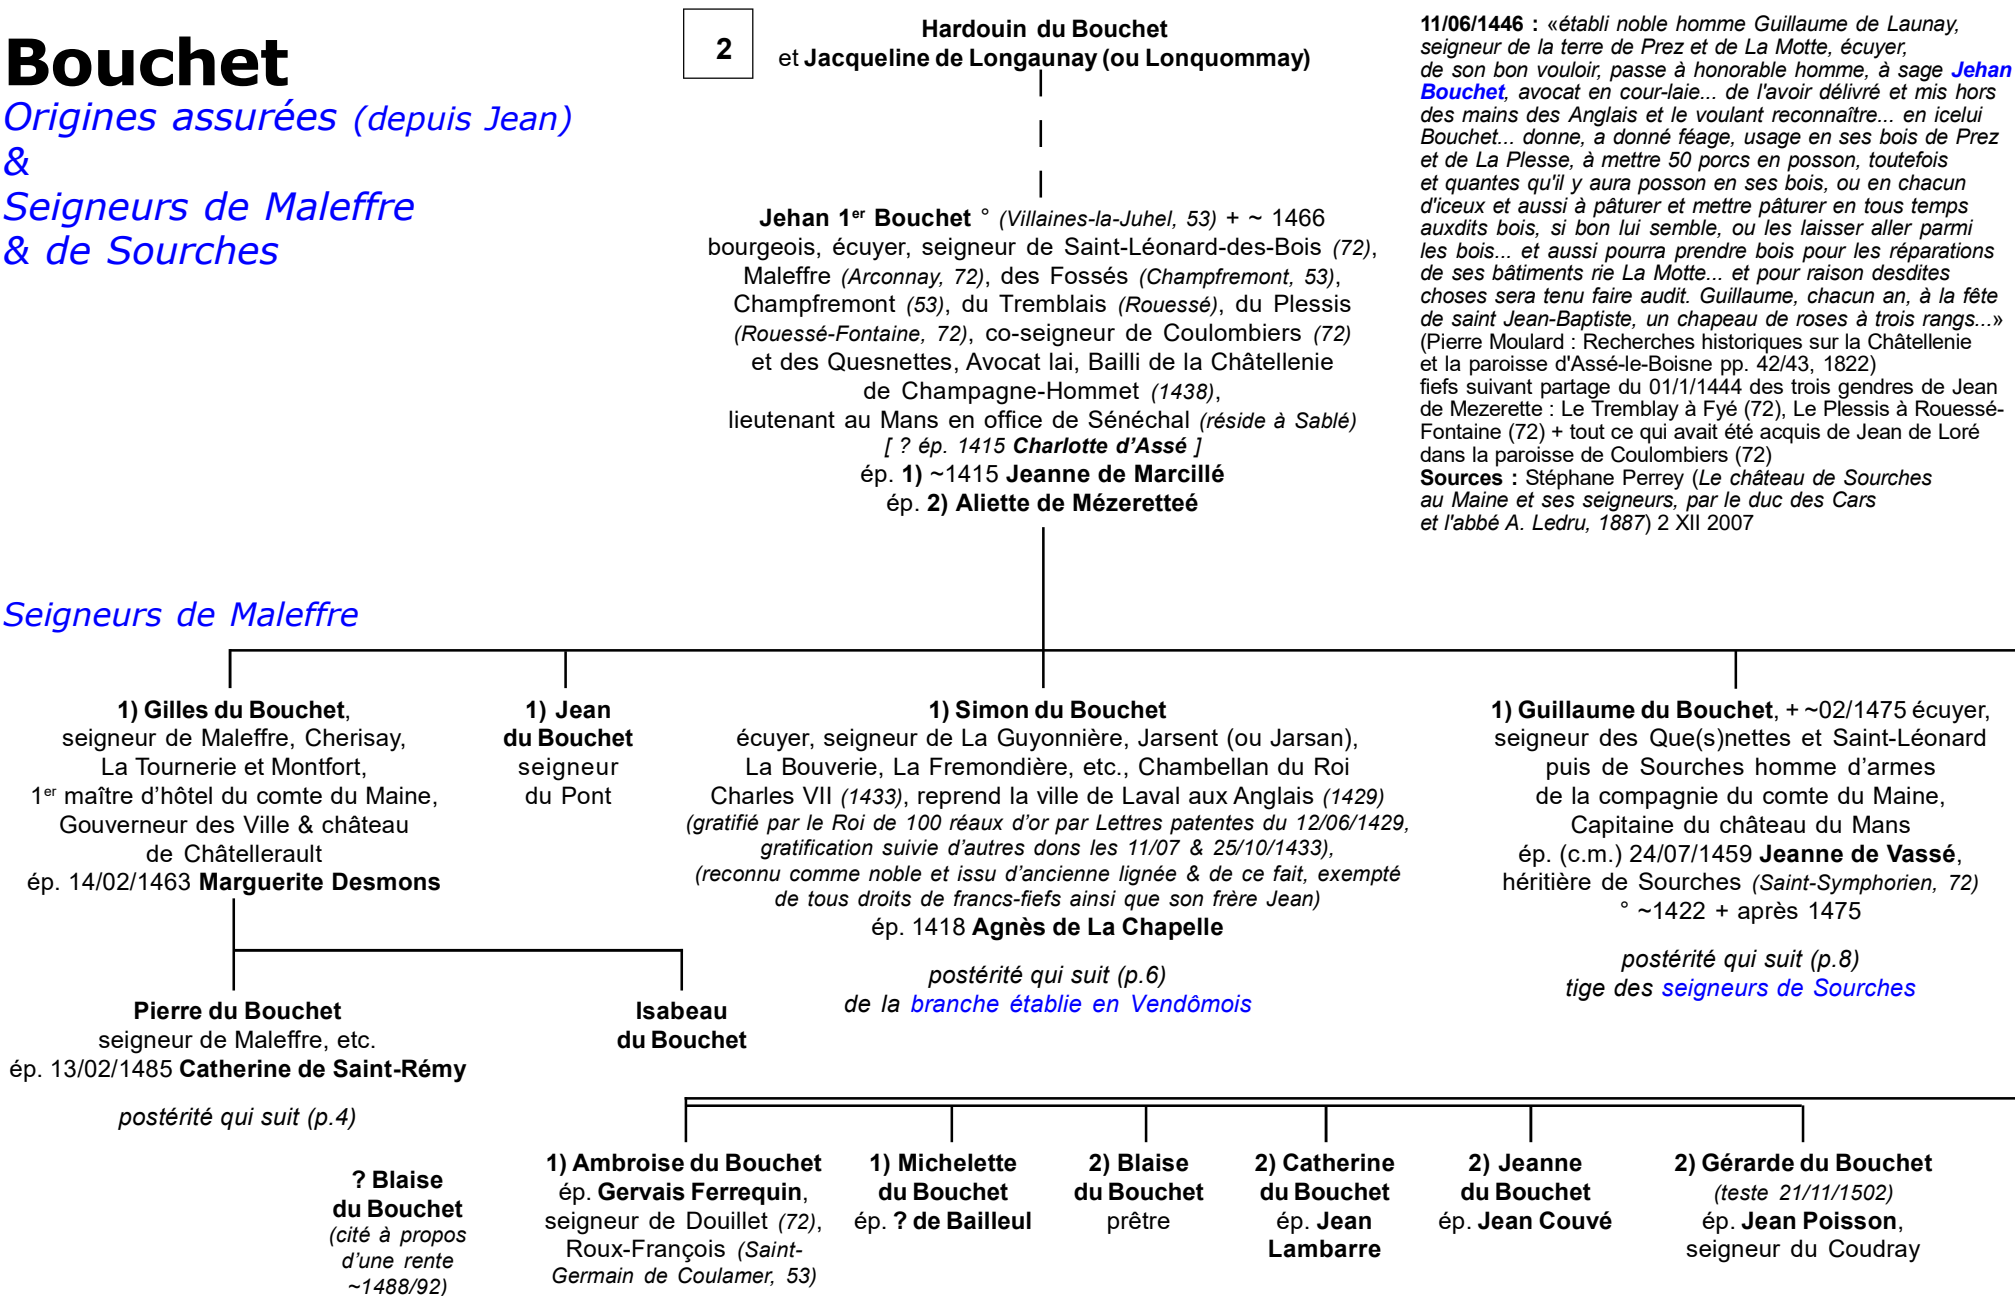 Bouchet
Origines assurées (depuis Jean)
&
Seigneurs de Maleffre
& de Sourches
2
Hardouin du Bouchet
et Jacqueline de Longaunay (ou Lonquommay)
11/06/1446 : «établi noble homme Guillaume de Launay,
seigneur de la terre de Prez et de La Motte, écuyer,
de son bon vouloir, passe à honorable homme, à sage Jehan
Bouchet, avocat en cour-laie... de l'avoir délivré et mis hors
des mains des Anglais et le voulant reconnaître... en icelui
Bouchet... donne, a donné féage, usage en ses bois de Prez
et de La Plesse, à mettre 50 porcs en posson, toutefois
et quantes qu'il y aura posson en ses bois, ou en chacun
d'iceux et aussi à pâturer et mettre pâturer en tous temps
auxdits bois, si bon lui semble, ou les laisser aller parmi
les bois... et aussi pourra prendre bois pour les réparations
de ses bâtiments rie La Motte... et pour raison desdites
choses sera tenu faire audit. Guillaume, chacun an, à la fête
de saint Jean-Baptiste, un chapeau de roses à trois rangs...»
(Pierre Moulard : Recherches historiques sur la Châtellenie
et la paroisse d'Assé-le-Boisne pp. 42/43, 1822)
fiefs suivant partage du 01/1/1444 des trois gendres de Jean
de Mezerette : Le Tremblay à Fyé (72), Le Plessis à Rouessé-
Fontaine (72) + tout ce qui avait été acquis de Jean de Loré
dans la paroisse de Coulombiers (72)
Sources : Stéphane Perrey (Le château de Sourches
au Maine et ses seigneurs, par le duc des Cars
et l'abbé A. Ledru, 1887) 2 XII 2007
Jehan 1er Bouchet ° (Villaines-la-Juhel, 53) + ~ 1466
bourgeois, écuyer, seigneur de Saint-Léonard-des-Bois (72),
Maleffre (Arconnay, 72), des Fossés (Champfremont, 53),
Champfremont (53), du Tremblais (Rouessé), du Plessis
(Rouessé-Fontaine, 72), co-seigneur de Coulombiers (72)
et des Quesnettes, Avocat lai, Bailli de la Châtellenie
de Champagne-Hommet (1438),
lieutenant au Mans en office de Sénéchal (réside à Sablé)
[ ? ép. 1415 Charlotte d'Assé ]
ép. 1) ~1415 Jeanne de Marcillé
ép. 2) Aliette de Mézeretteé
Seigneurs de Maleffre
1) Gilles du Bouchet,
seigneur de Maleffre, Cherisay,
La Tournerie et Montfort,
1er maître d'hôtel du comte du Maine,
Gouverneur des Ville & château
de Châtellerault
ép. 14/02/1463 Marguerite Desmons
1) Jean
du Bouchet
seigneur
du Pont
1) Simon du Bouchet
écuyer, seigneur de La Guyonnière, Jarsent (ou Jarsan),
La Bouverie, La Fremondière, etc., Chambellan du Roi
Charles VII (1433), reprend la ville de Laval aux Anglais (1429)
(gratifié par le Roi de 100 réaux d'or par Lettres patentes du 12/06/1429,
gratification suivie d'autres dons les 11/07 & 25/10/1433),
(reconnu comme noble et issu d'ancienne lignée & de ce fait, exempté
de tous droits de francs-fiefs ainsi que son frère Jean)
ép. 1418 Agnès de La Chapelle
postérité qui suit (p.6)
de la branche établie en Vendômois
1) Guillaume du Bouchet, + ~02/1475 écuyer,
seigneur des Que(s)nettes et Saint-Léonard
puis de Sourches homme d'armes
de la compagnie du comte du Maine,
Capitaine du château du Mans
ép. (c.m.) 24/07/1459 Jeanne de Vassé,
héritière de Sourches (Saint-Symphorien, 72)
° ~1422 + après 1475
postérité qui suit (p.8)
tige des seigneurs de Sourches
Pierre du Bouchet
seigneur de Maleffre, etc.
ép. 13/02/1485 Catherine de Saint-Rémy
postérité qui suit (p.4)
Isabeau
du Bouchet
? Blaise
du Bouchet
(cité à propos
d'une rente
~1488/92)
1) Ambroise du Bouchet
ép. Gervais Ferrequin,
seigneur de Douillet (72),
Roux-François (Saint-
Germain de Coulamer, 53)
1) Michelette
du Bouchet
ép. ? de Bailleul
2) Blaise
du Bouchet
prêtre
2) Catherine
du Bouchet
ép. Jean
Lambarre
2) Jeanne
du Bouchet
ép. Jean Couvé
2) Gérarde du Bouchet
(teste 21/11/1502)
ép. Jean Poisson,
seigneur du Coudray